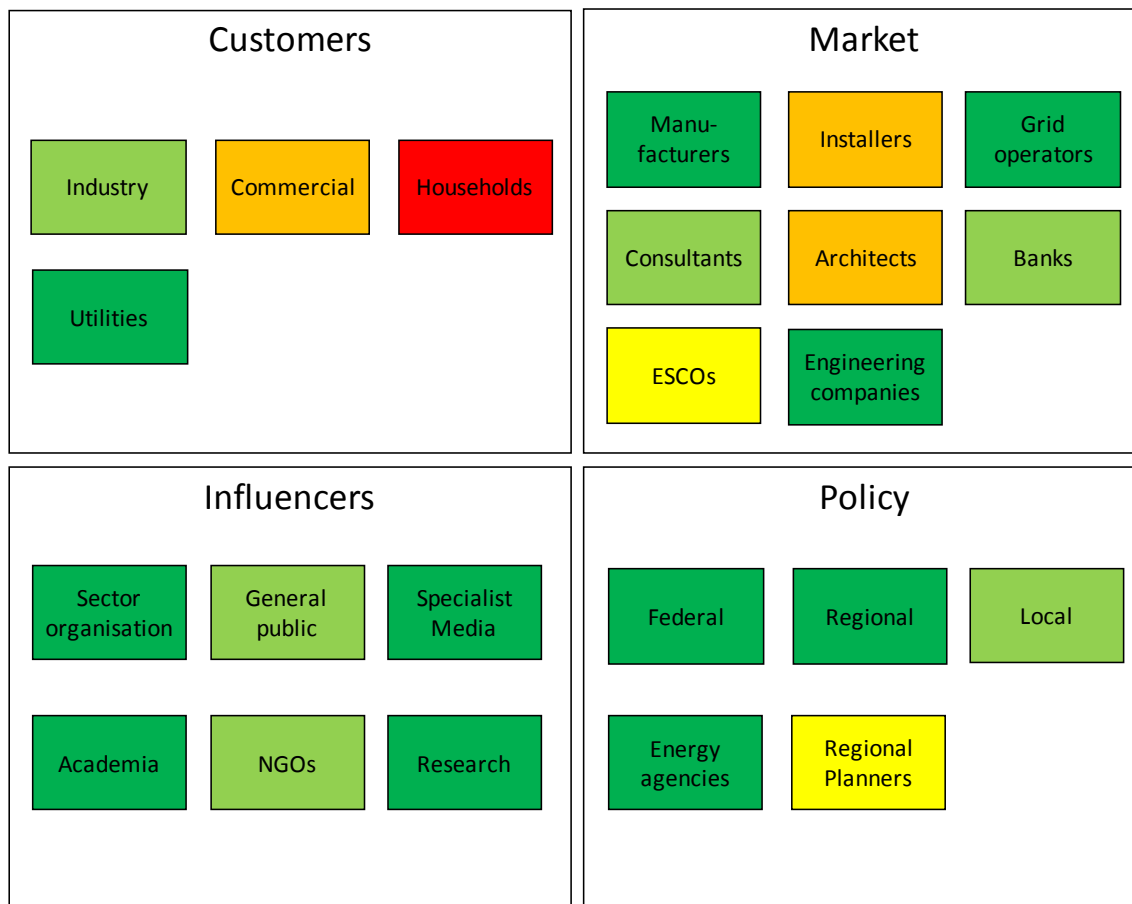 Customers
Industry
Commercial
Households
Utilities
Market
Manu-
facturers
Installers
Grid
operators
Consultants
Architects
Banks
ESCOs
Engineering
companies
Influencers
Sector
organisation
General
public
Specialist
Media
Academia
NGOs
Research
Policy
Federal
Regional
Local
Energy
agencies
Regional
Planners